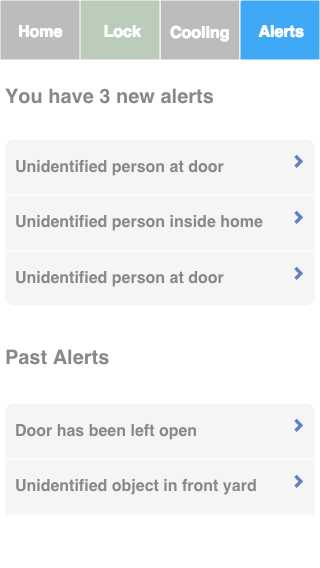 Home Lock Cooling Alerts
You have 3 new alerts
Unidentified person at door
Unidentified person inside home
Unidentified person at door
Past Alerts
Door has been left open
Unidentified object in front yard